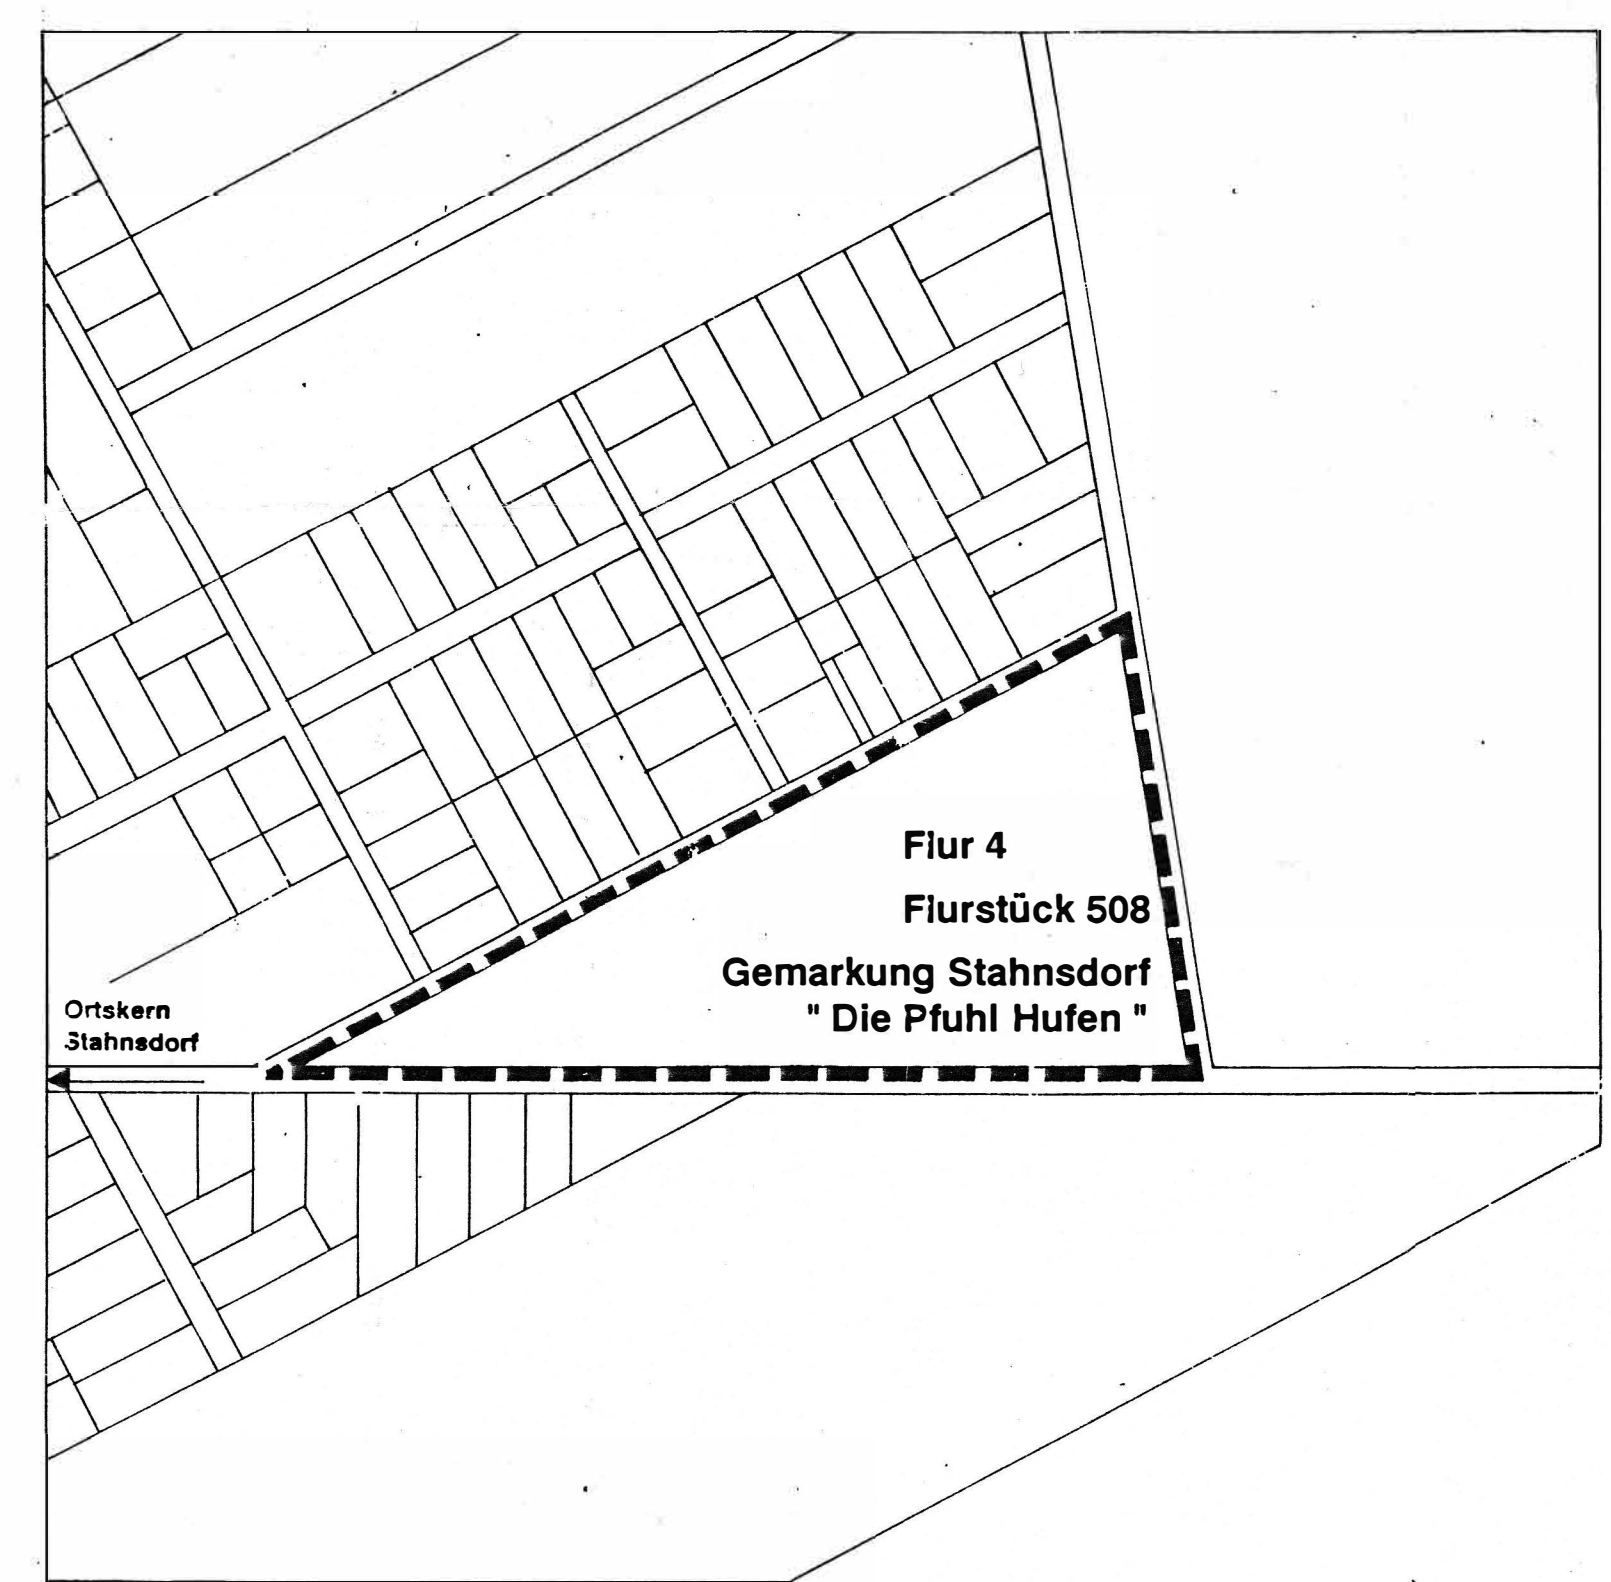 Flur 4
Flurstück 508
Gemarkung Stahnsdorf
" Die Pfuhl Hufen "
Ortskern
Stahnsdorf